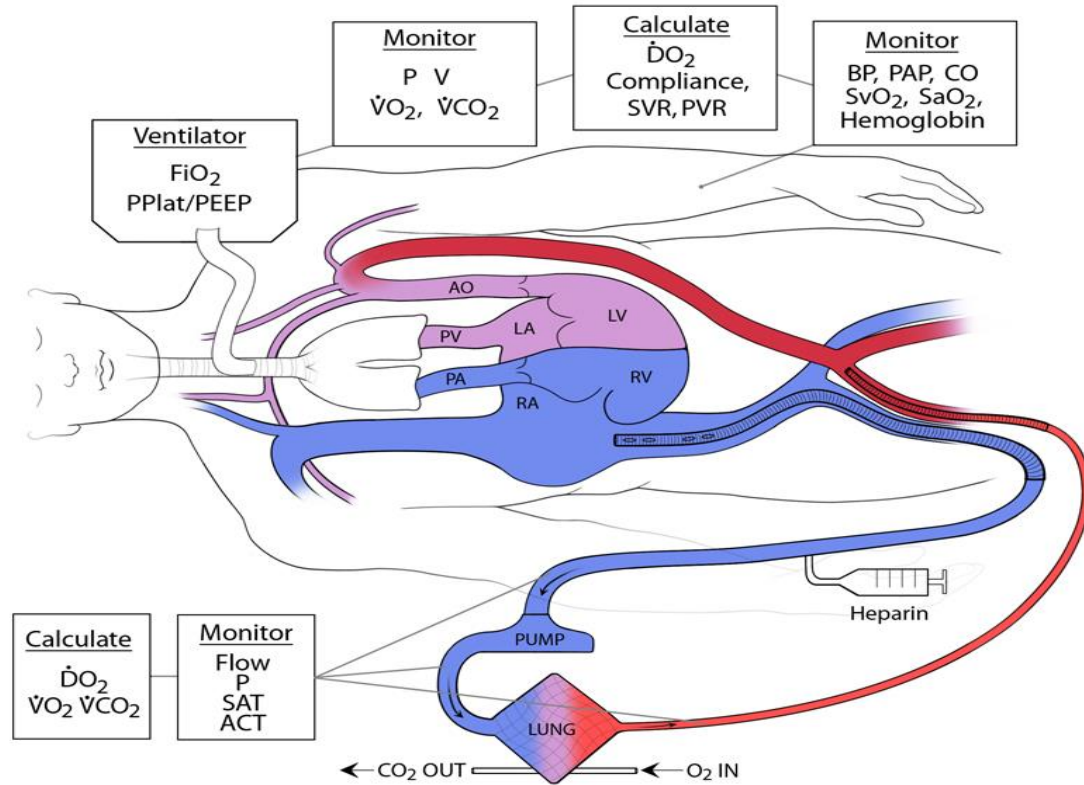 Monitor
P V
V̇O₂, V̇CO₂
Calculate
ḊO₂
Compliance,
SVR, PVR
Monitor
BP, PAP, CO
SvO₂, SaO₂,
Hemoglobin
Ventilator
FiO₂
PPlat/PEEP
AO
LV
LA
PV
PA
RV
RA
Heparin
PUMP
Calculate
ḊO₂
V̇O₂ V̇CO₂
Monitor
Flow
P
SAT
ACT
LUNG
CO₂ OUT
O₂ IN